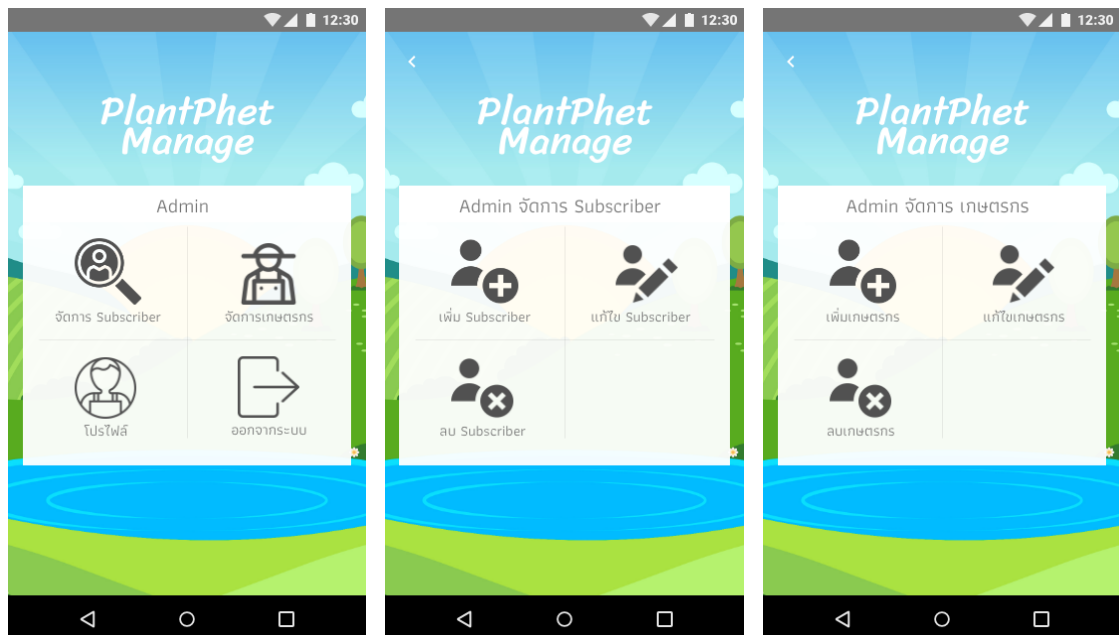 12:30
PlantPhet
Manage
Admin
จัดการ Subscriber
จัดการเกษตรกร
โปรไฟล์
ออกจากระบบ
12:30
PlantPhet
Manage
Admin จัดการ Subscriber
เพิ่ม Subscriber
แก้ไข Subscriber
ลบ Subscriber
12:30
PlantPhet
Manage
Admin จัดการ เกษตรกร
เพิ่มเกษตรกร
แก้ไขเกษตรกร
ลบเกษตรกร